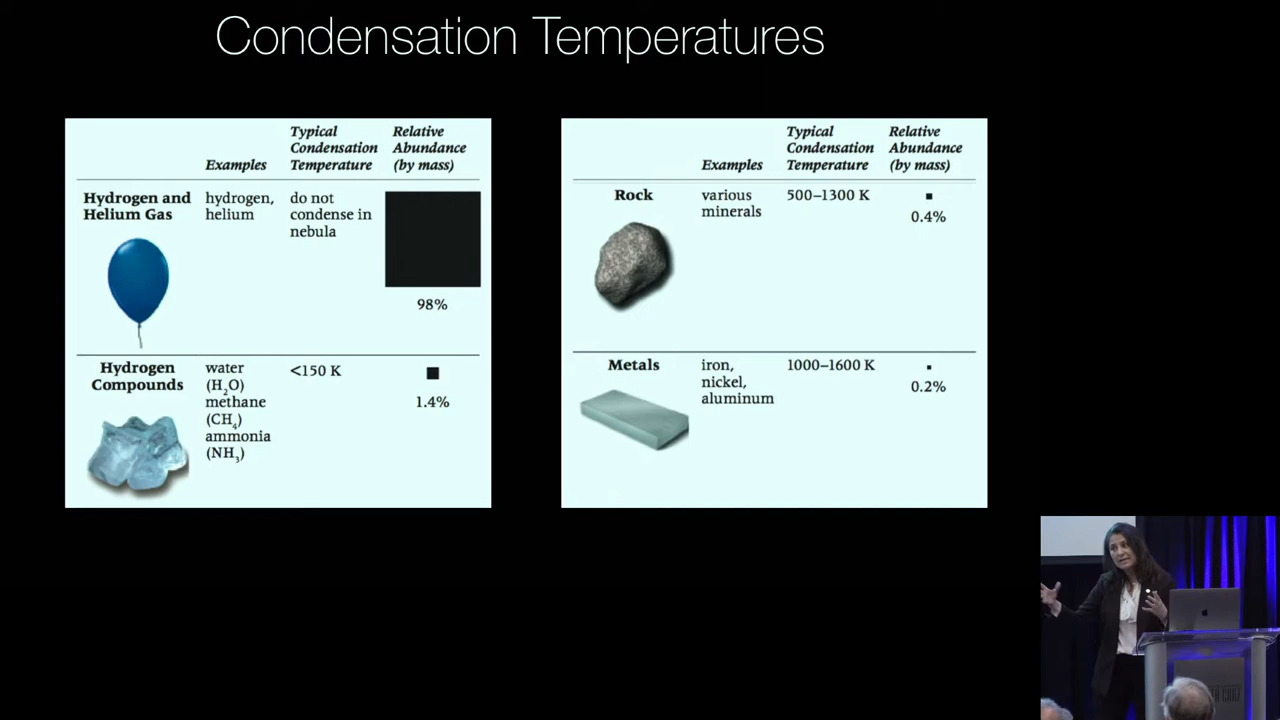 Condensation Temperatures
Typical Relative
Condensation Abundance
Examples Temperature (by mass)
Hydrogen and hydrogen, do not
Helium Gas helium condense in
nebula
98%
Hydrogen water <150 K
Compounds (H₂O)
methane 1.4%
(CH₄)
ammonia
(NH₃)
Typical Relative
Condensation Abundance
Examples Temperature (by mass)
Rock various 500–1300 K
minerals 0.4%
Metals iron, 1000–1600 K
nickel, 0.2%
aluminum